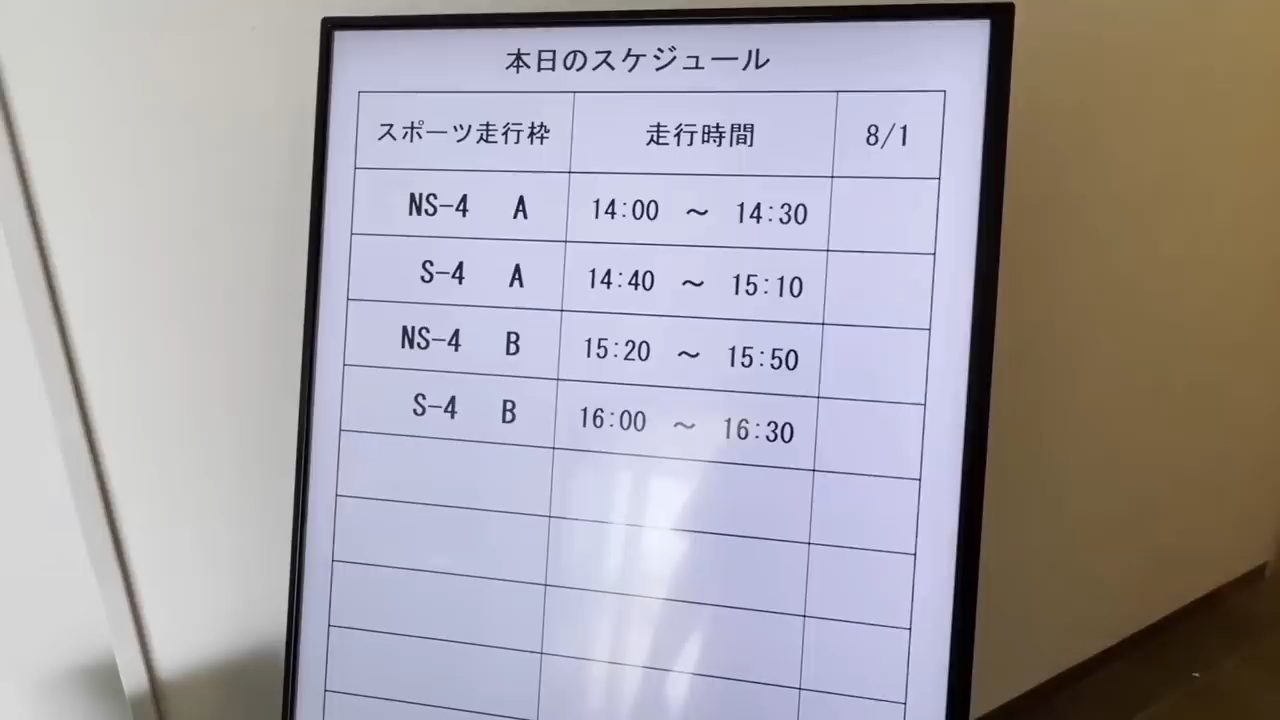 本日のスケジュール
スポーツ走行枠 走行時間 8/1
NS-4 A 14:00 ～ 14:30
S-4 A 14:40 ～ 15:10
NS-4 B 15:20 ～ 15:50
S-4 B 16:00 ～ 16:30